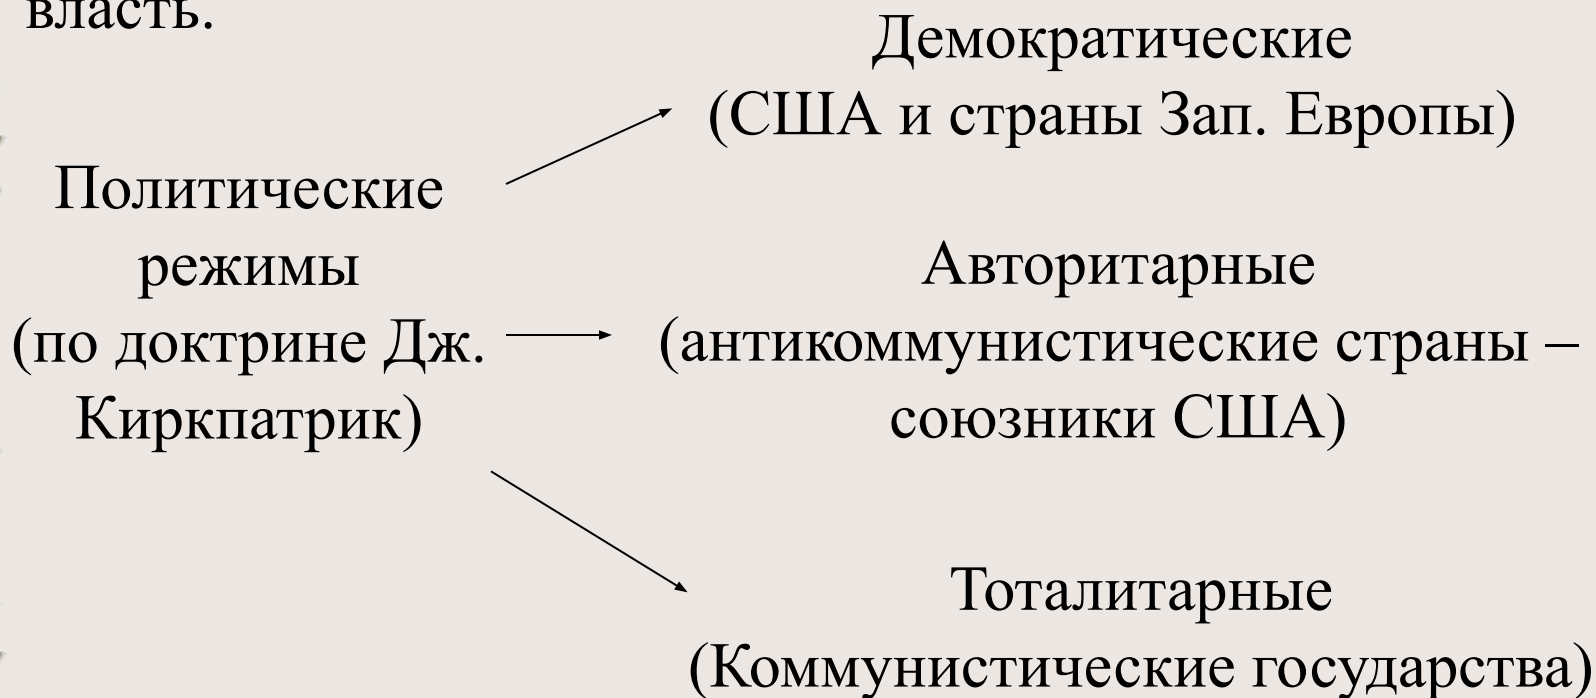 власть.
Демократические
(США и страны Зап. Европы)
Политические
режимы
(по доктрине Дж.
Киркпатрик)
Авторитарные
(антикоммунистические страны –
союзники США)
Тоталитарные
(Коммунистические государства)